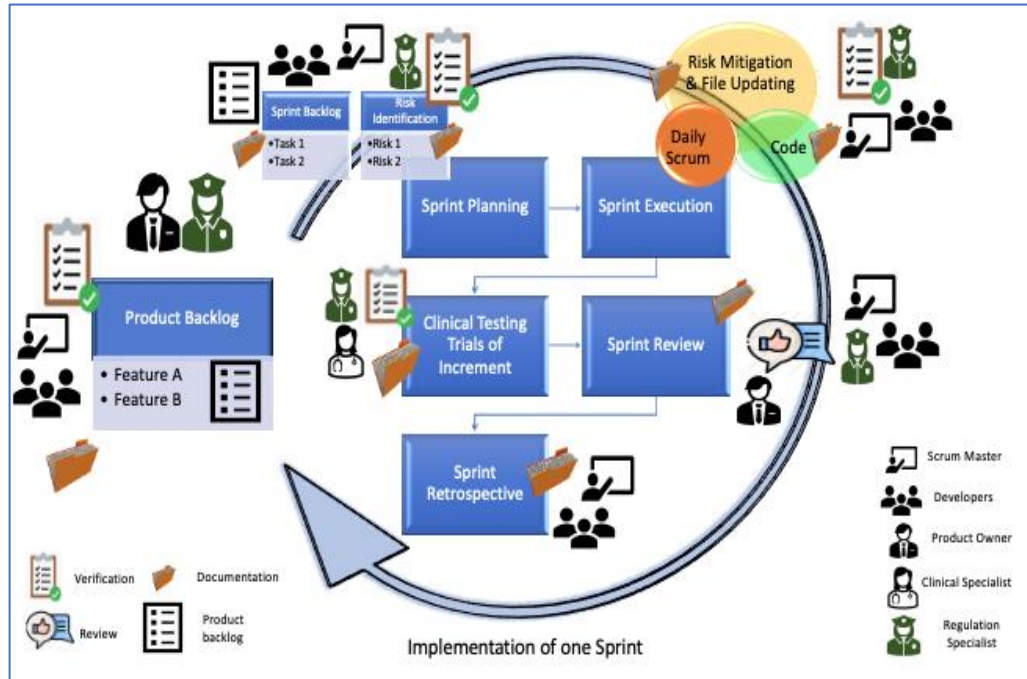 Risk Mitigation
& File Updating
Sprint Backlog
Risk
Identification
•Task 1
•Task 2
•Risk 1
•Risk 2
Daily
Scrum
Code
Sprint Planning
Sprint Execution
Product Backlog
• Feature A
• Feature B
Clinical Testing
Trials of
Increment
Sprint Review
Sprint
Retrospective
Scrum Master
Developers
Product Owner
Clinical Specialist
Regulation
Specialist
Verification
Documentation
Review
Product
backlog
Implementation of one Sprint